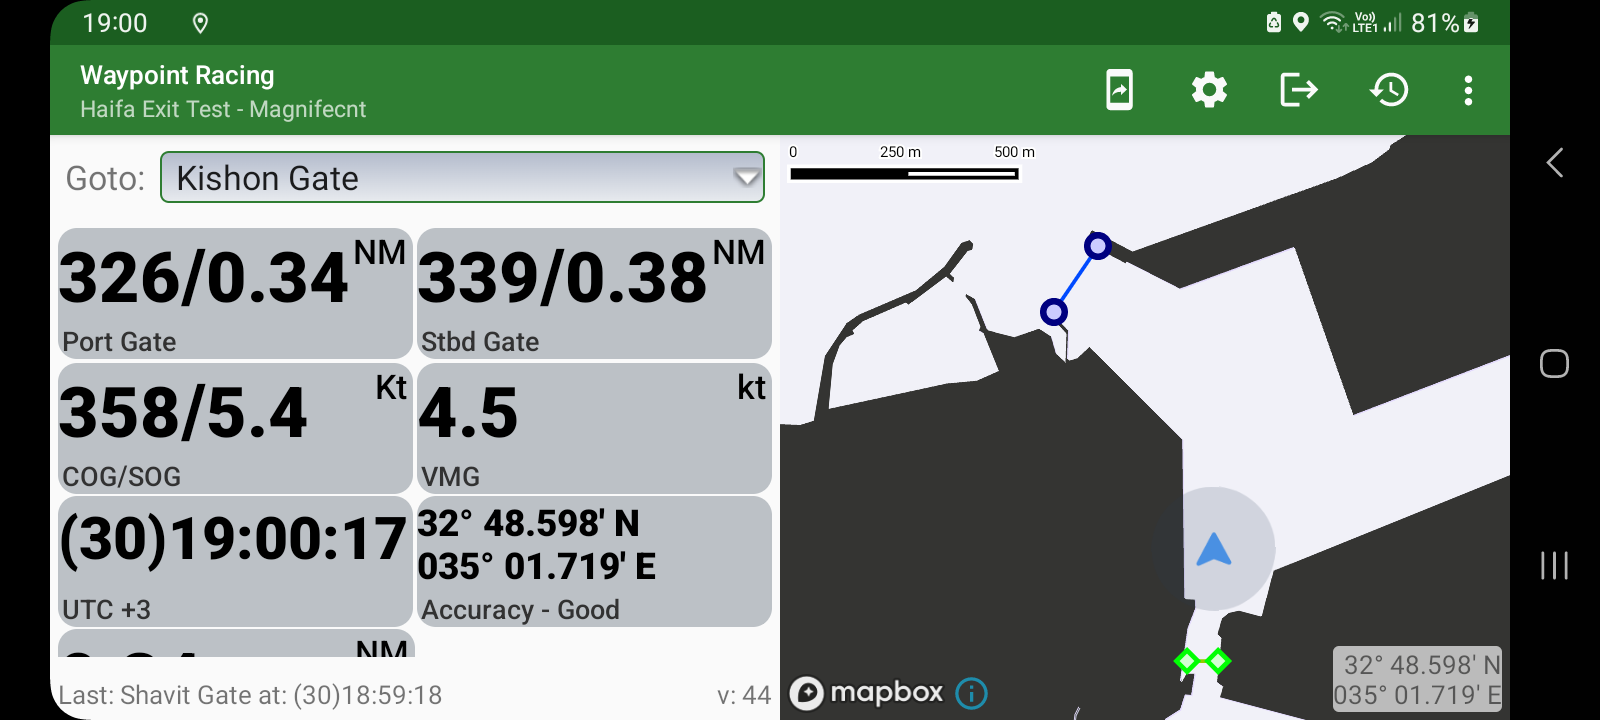 19:00
Vo))
LTE1
81%
Waypoint Racing
Haifa Exit Test - Magnifecnt
Goto:
Kishon Gate
326/0.34 NM
Port Gate
339/0.38 NM
Stbd Gate
358/5.4 Kt
COG/SOG
4.5 kt
VMG
(30)19:00:17
UTC +3
32° 48.598' N
035° 01.719' E
Accuracy - Good
NM
Last: Shavit Gate at: (30)18:59:18
v: 44
0 250 m 500 m
mapbox
32° 48.598' N
035° 01.719' E